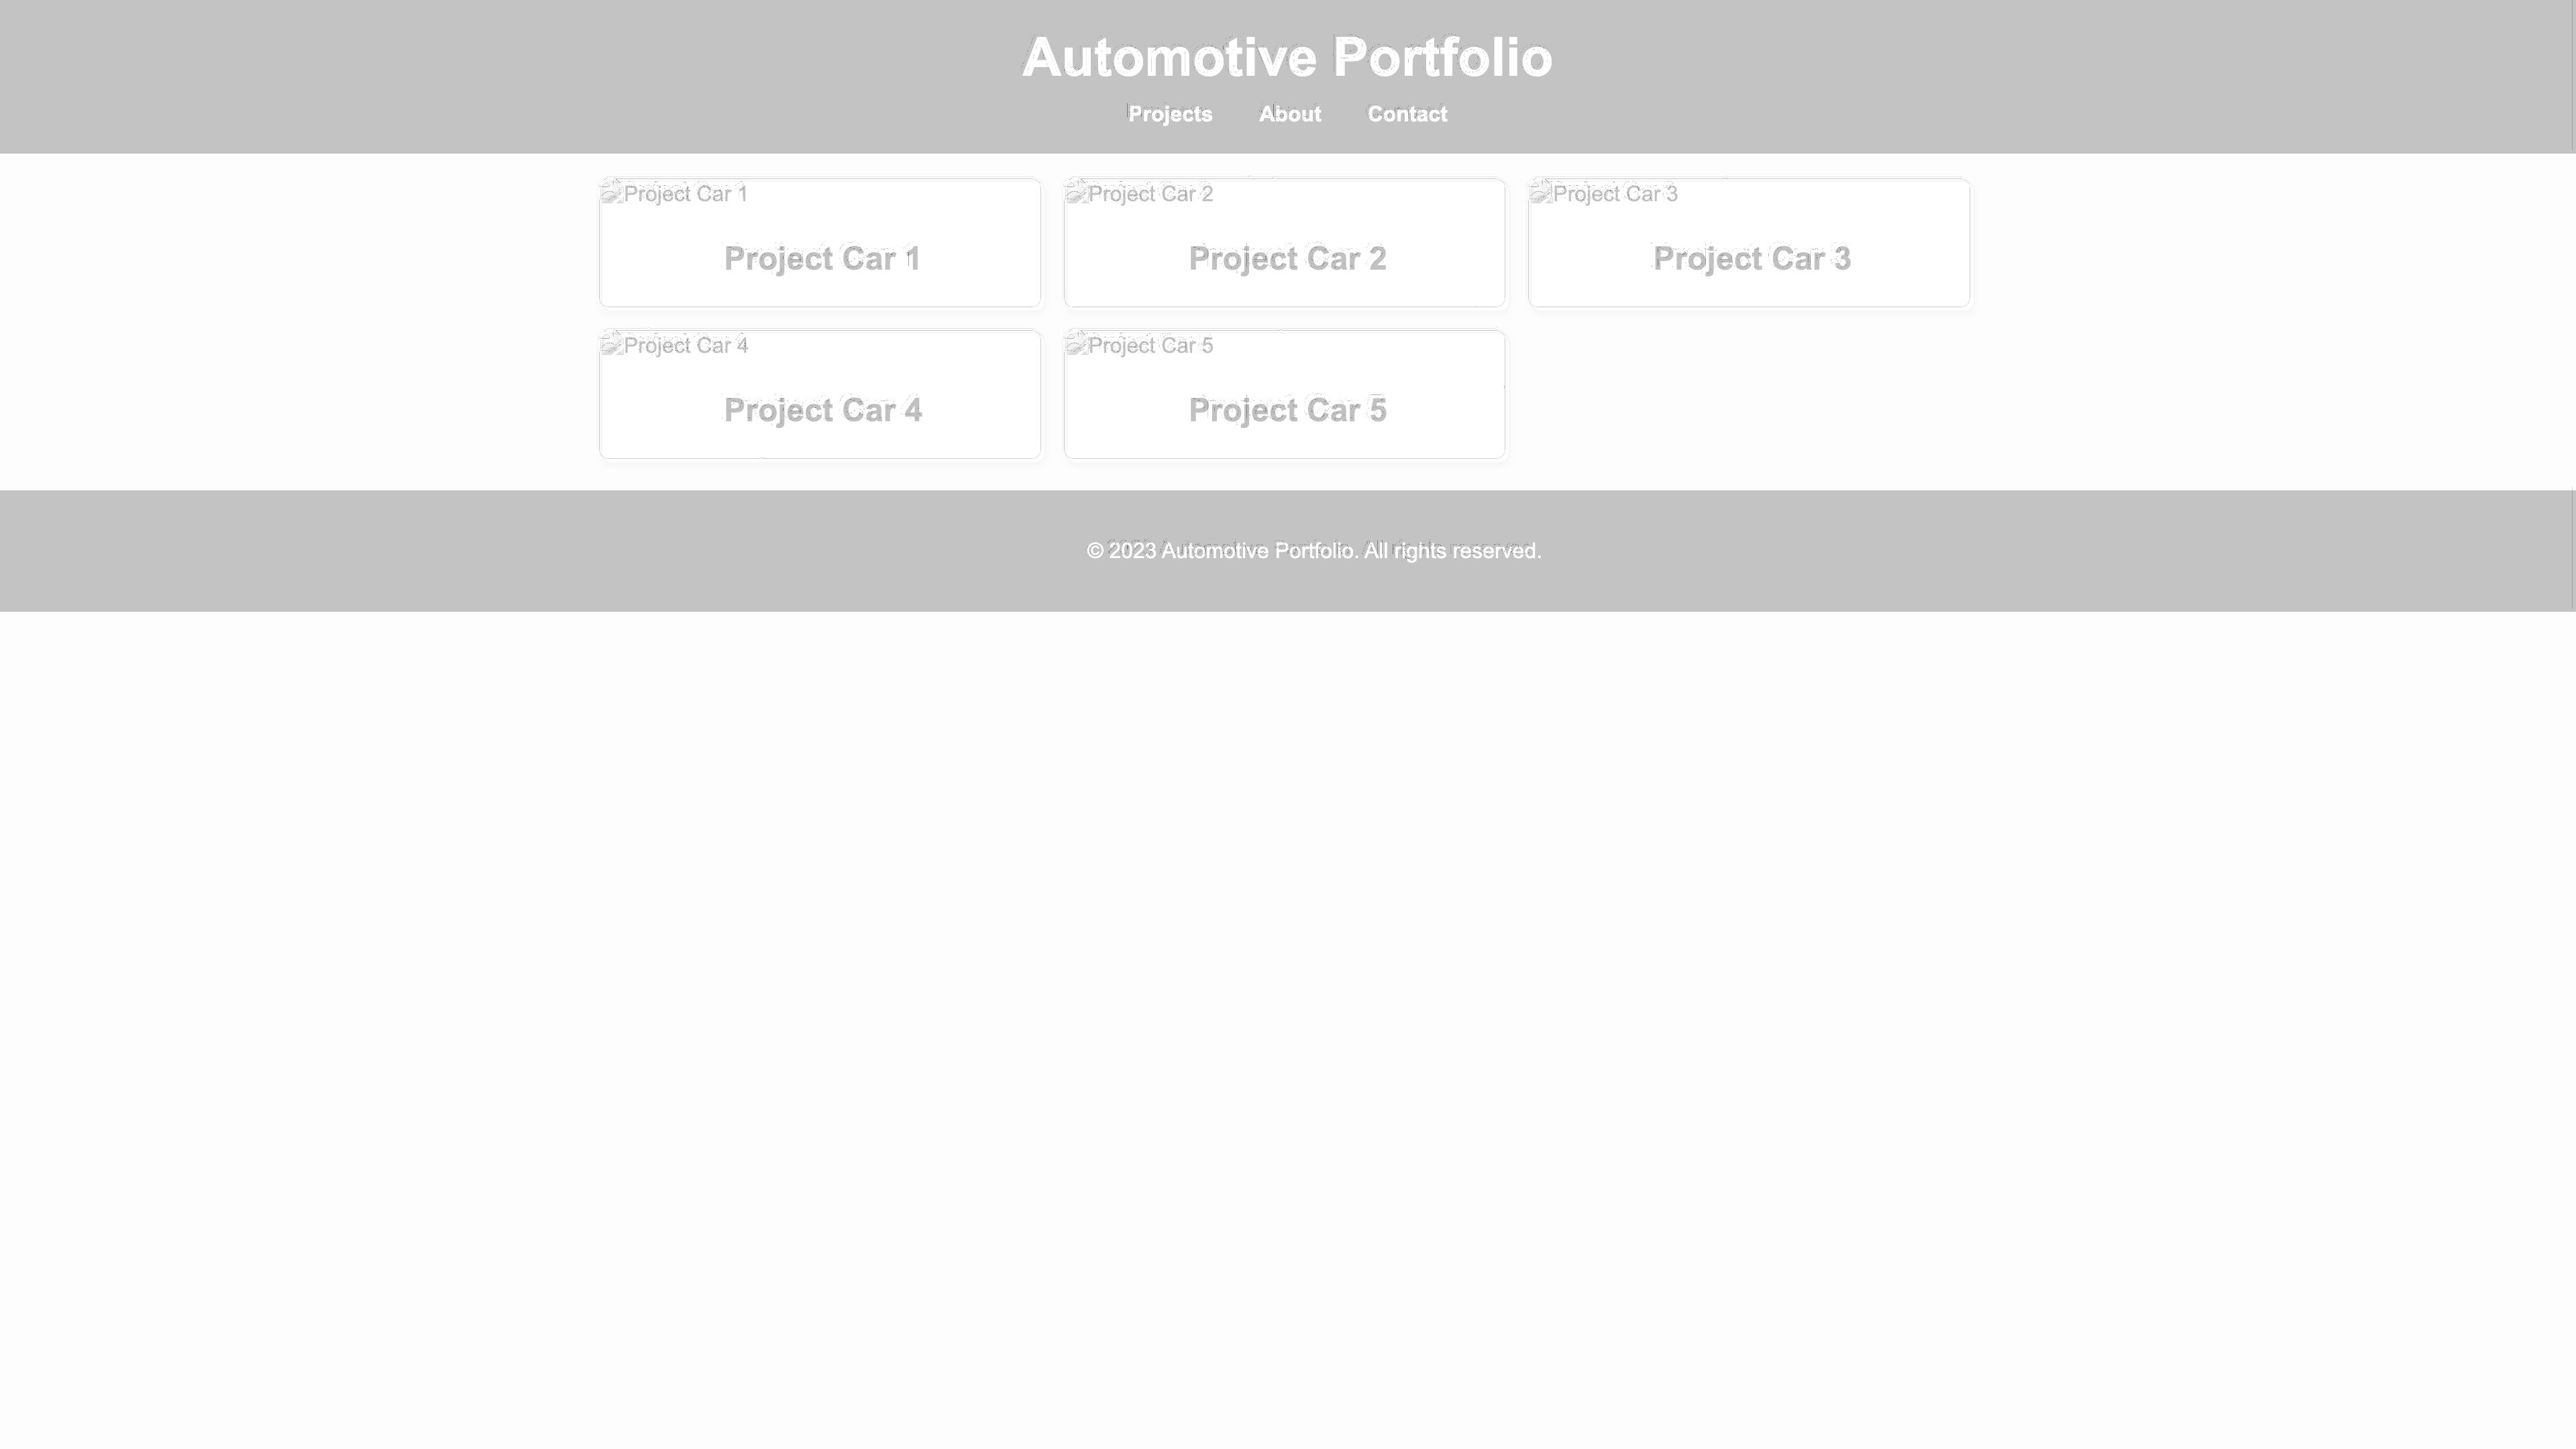 Automotive Portfolio
Projects About Contact
Project Car 1 Project Car 2 Project Car 3
Project Car 1 Project Car 2 Project Car 3
Project Car 4 Project Car 5
Project Car 4 Project Car 5
© 2023 Automotive Portfolio. All rights reserved.